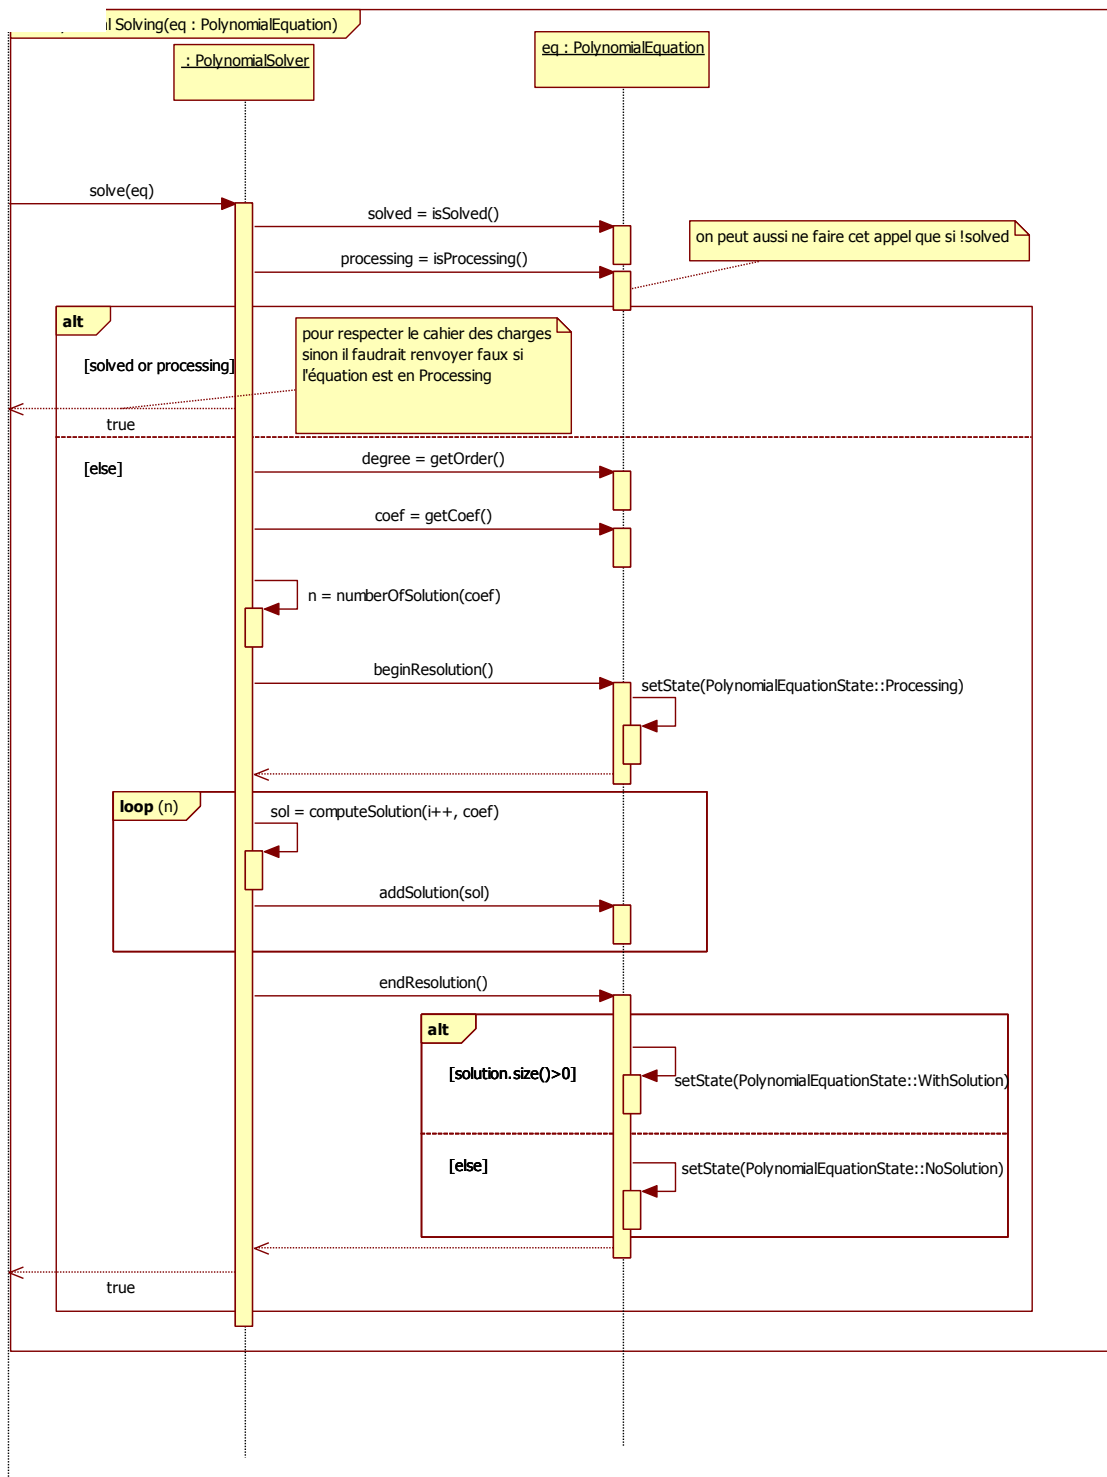 l Solving(eq : PolynomialEquation)
: PolynomialSolver
eq : PolynomialEquation
solve(eq)
solved = isSolved()
on peut aussi ne faire cet appel que si !solved
processing = isProcessing()
alt
pour respecter le cahier des charges
sinon il faudrait renvoyer faux si
l'équation est en Processing
[solved or processing]
true
[else]
degree = getOrder()
coef = getCoef()
n = numberOfSolution(coef)
beginResolution()
setState(PolynomialEquationState::Processing)
loop (n)
sol = computeSolution(i++, coef)
addSolution(sol)
endResolution()
alt
[solution.size()>0]
setState(PolynomialEquationState::WithSolution)
[else]
setState(PolynomialEquationState::NoSolution)
true